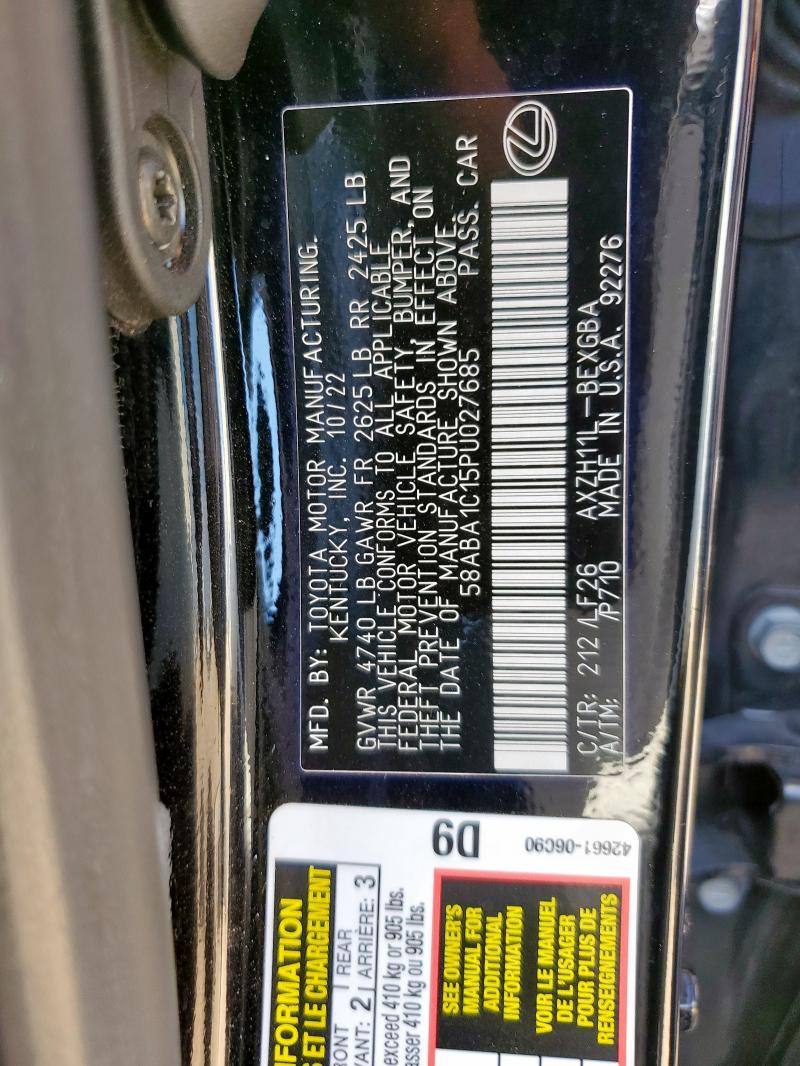 MFD. BY: TOYOTA MOTOR MANUFACTURING.
KENTUCKY, INC. 10/22
GVWR 4740 LB GAWR FR 2625 LB RR 2425 LB
THIS VEHICLE CONFORMS TO ALL APPLICABLE
FEDERAL MOTOR VEHICLE SAFETY, BUMPER, AND
THEFT PREVENTION STANDARDS IN EFFECT ON
THE DATE OF MANUFACTURE SHOWN ABOVE.
58ABA1C15PU027685 PASS. CAR
C/TR: 212 /LF26 AXZH11L-BEXGBA
A/TM: /P710 MADE IN U.S.A. 92276
D9
42661-06C90
ET LE CHARGEMENT
REAR
2 ARRIÈRE: 3
exceed 410 kg or 905 lbs.
410 kg ou 905 lbs.
SEE OWNER'S
MANUAL FOR
ADDITIONAL
INFORMATION
VOIR LE MANUEL
DE L'USAGER
POUR PLUS DE
RENSEIGNEMENTS